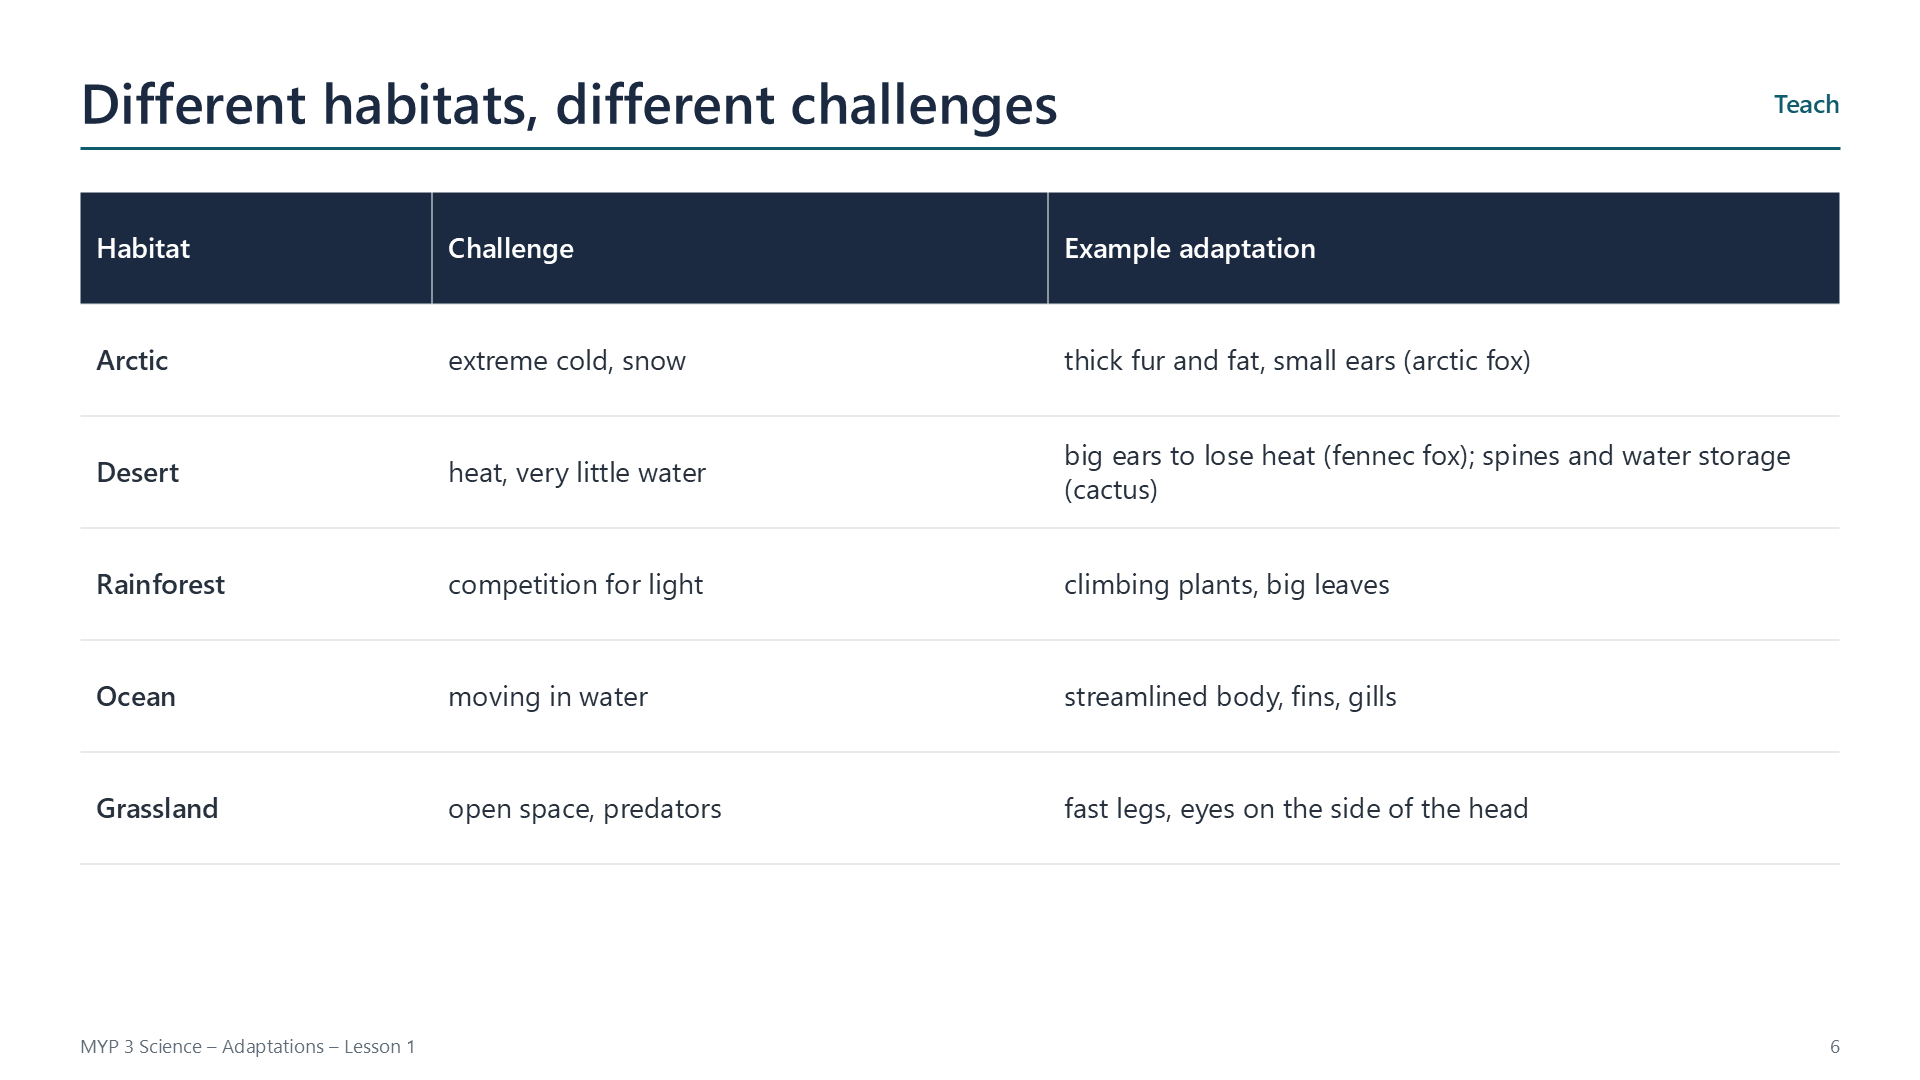 Different habitats, different challenges
Teach
Habitat
Challenge
Example adaptation
Arctic
extreme cold, snow
thick fur and fat, small ears (arctic fox)
Desert
heat, very little water
big ears to lose heat (fennec fox); spines and water storage
(cactus)
Rainforest
competition for light
climbing plants, big leaves
Ocean
moving in water
streamlined body, fins, gills
Grassland
open space, predators
fast legs, eyes on the side of the head
MYP 3 Science – Adaptations – Lesson 1
6